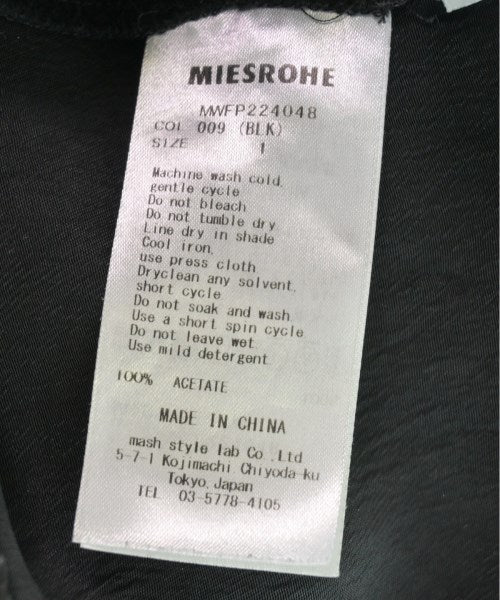 MIESROHE
MWFP224048
COL 009 (BLK)
SIZE 1
Machine wash cold.
gentle cycle
Do not bleach
Do not tumble dry
Line dry in shade
Cool iron.
use press cloth
Dryclean any solvent.
short cycle
Do not soak and wash
Use a short spin cycle
Do not leave wet
Use mild detergent
100% ACETATE
MADE IN CHINA
mash style lab Co .Ltd
5-7-1 Kojimachi Chiyoda-ku
Tokyo.Japan
TEL 03-5778-4105